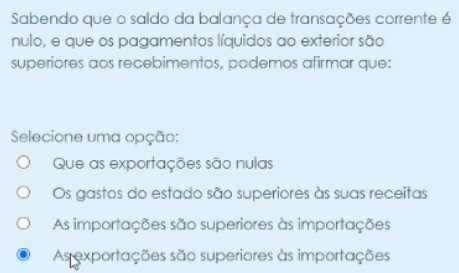 Sabendo que o saldo da balança de transações corrente é
nulo, e que os pagamentos líquidos ao exterior são
superiores aos recebimentos, podemos afirmar que:
Selecione uma opção:
Que as exportações são nulas
Os gastos do estado são superiores às suas receitas
As importações são superiores às importações
As exportações são superiores às importações